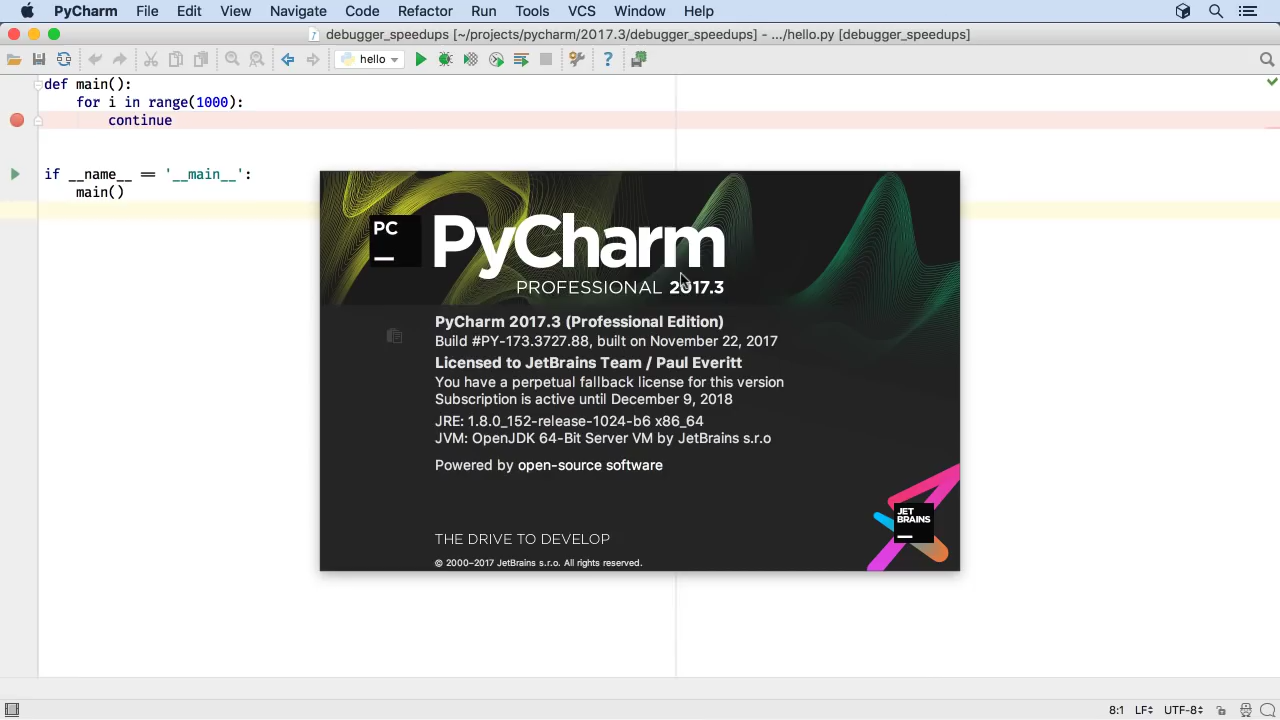 PyCharm File Edit View Navigate Code Refactor Run Tools VCS Window Help
debugger_speedups [~/projects/pycharm/2017.3/debugger_speedups] - .../hello.py [debugger_speedups]
hello
def main():
for i in range(1000):
continue
if __name__ == '__main__':
main()
PC
PyCharm
PROFESSIONAL 2017.3
PyCharm 2017.3 (Professional Edition)
Build #PY-173.3727.88, built on November 22, 2017
Licensed to JetBrains Team / Paul Everitt
You have a perpetual fallback license for this version
Subscription is active until December 9, 2018
JRE: 1.8.0_152-release-1024-b6 x86_64
JVM: OpenJDK 64-Bit Server VM by JetBrains s.r.o
Powered by open-source software
JET
BRAINS
THE DRIVE TO DEVELOP
© 2000–2017 JetBrains s.r.o. All rights reserved.
8:1 LF UTF-8